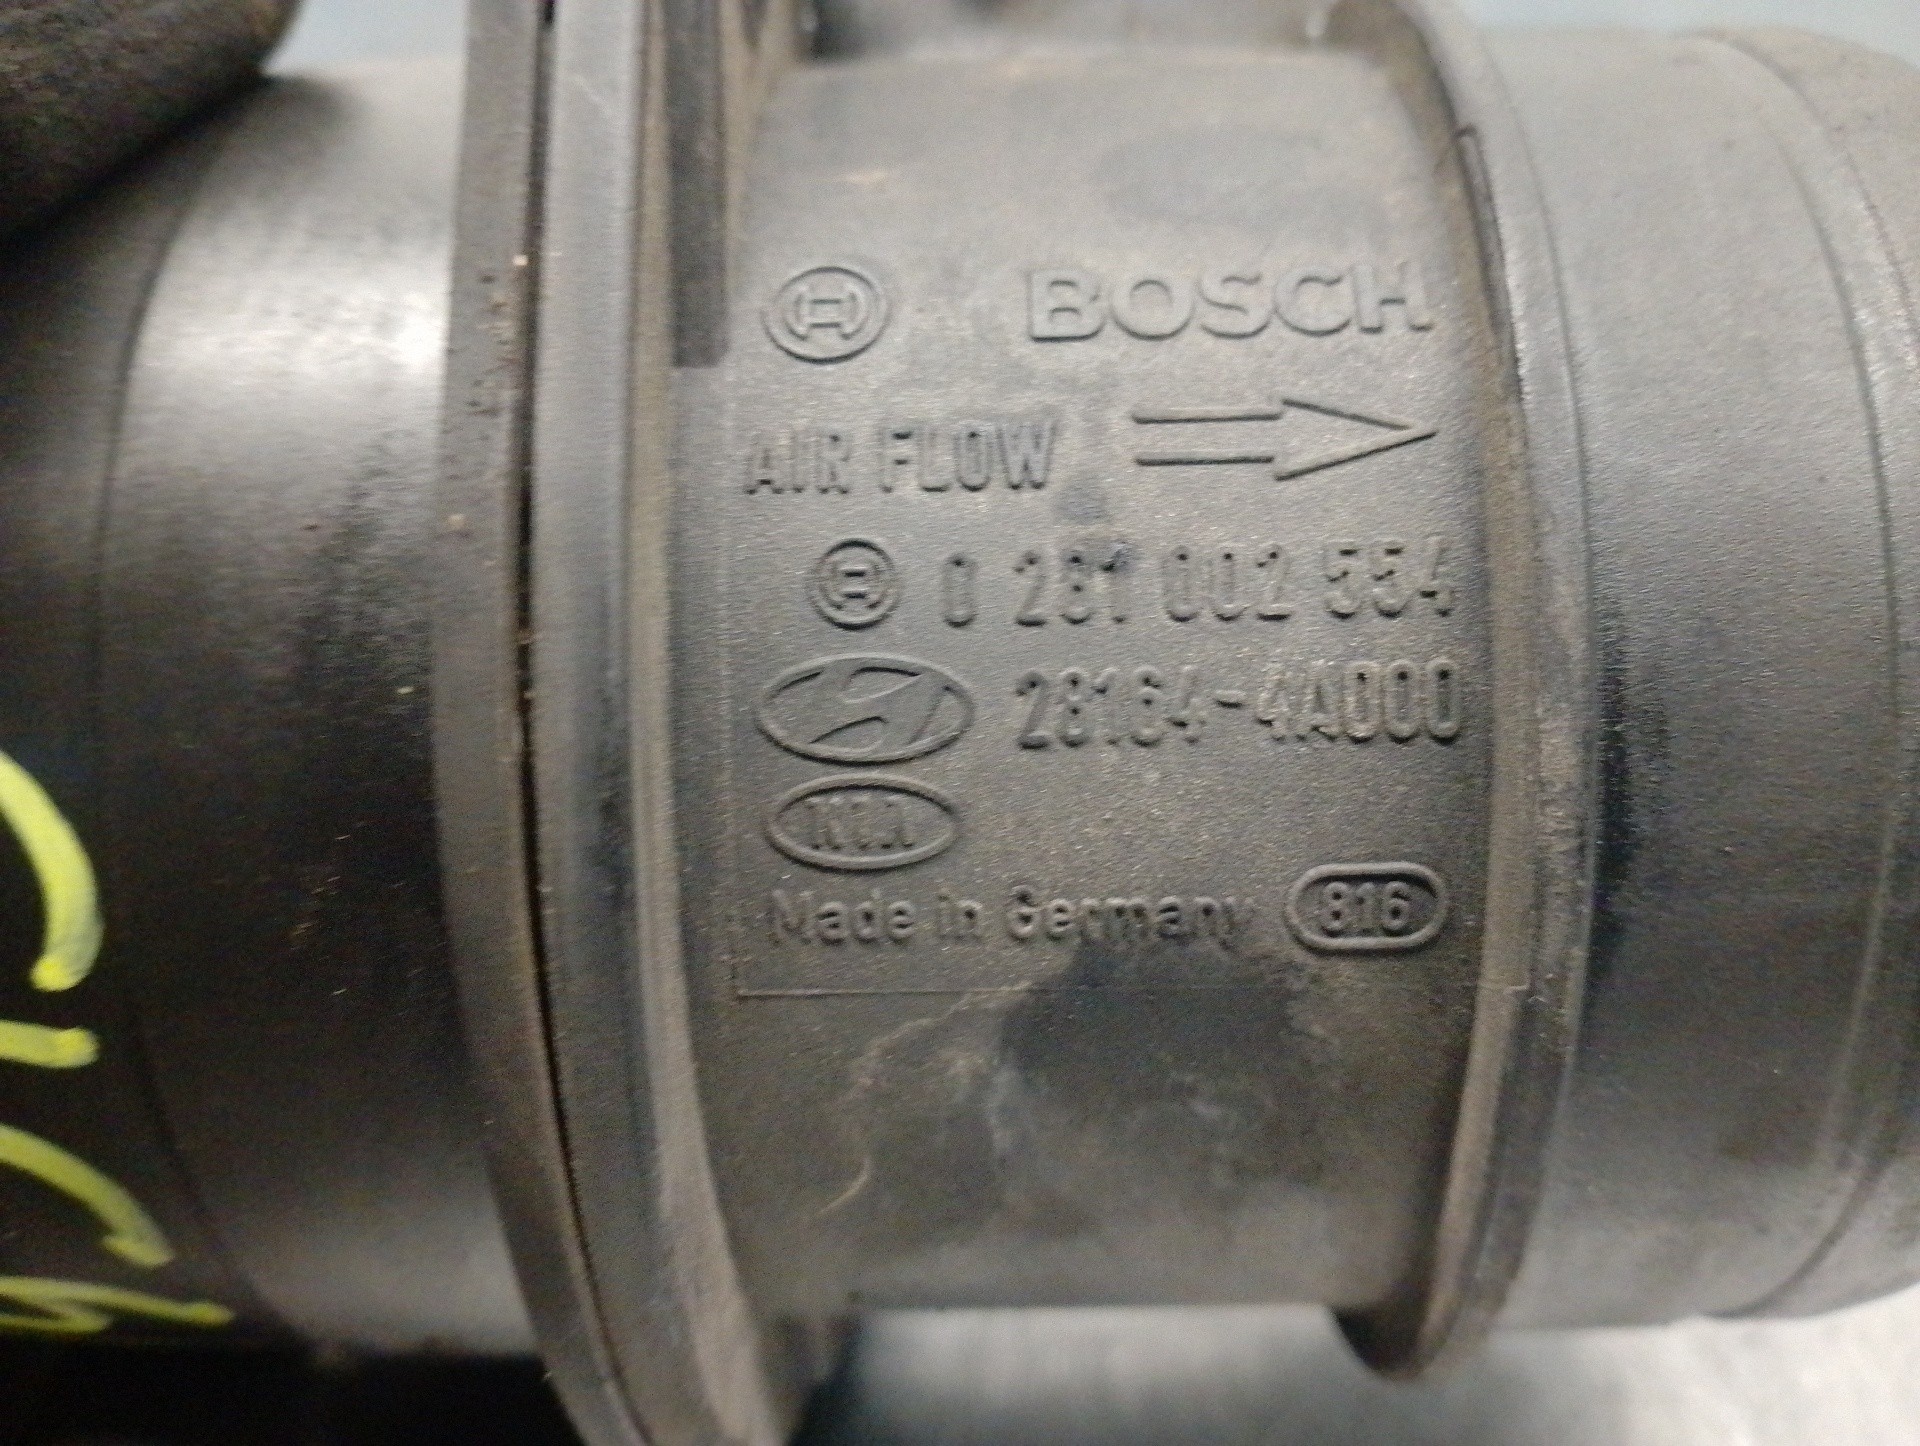 BOSCH
AIR FLOW
0 281 002 554
28164-4A000
KIA
Made in Germany 816